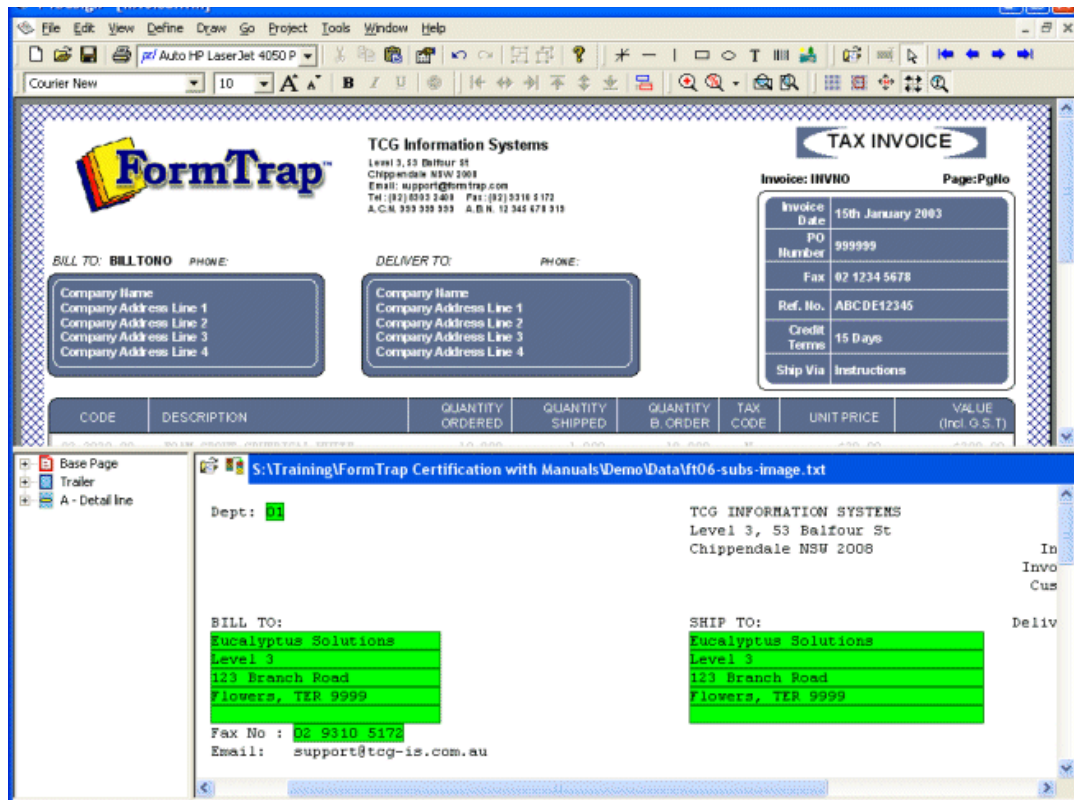 File Edit View Define Draw Go Project Tools Window Help
Auto HP LaserJet 4050 P
Courier New 10 A A B I U
FormTrap™
TCG Information Systems
Level 3, 53 Balfour St
Chippendale NSW 2008
Email: support@formtrap.com
TAX INVOICE
Invoice: INVNO Page:PgNo
Invoice Date 15th January 2003
PO Number 999999
Fax 02 1234 5678
Ref. No. ABCDE12345
Credit Terms 15 Days
Ship Via Instructions
BILL TO: BILLTONO PHONE:
DELIVER TO: PHONE:
Company Name
Company Address Line 1
Company Address Line 2
Company Address Line 3
Company Address Line 4
Company Name
Company Address Line 1
Company Address Line 2
Company Address Line 3
Company Address Line 4
CODE DESCRIPTION QUANTITY ORDERED QUANTITY SHIPPED QUANTITY B. ORDER TAX CODE UNIT PRICE VALUE (Incl. G.S.T)
Base Page
Trailer
A - Detail line
S:\Training\FormTrap Certification with Manuals\Demo\Data\ft06-subs-image.txt
Dept: 01 TCG INFORMATION SYSTEMS
Level 3, 53 Balfour St
Chippendale NSW 2008 In
Invo
Cus
BILL TO: SHIP TO: Deliv
Eucalyptus Solutions Eucalyptus Solutions
Level 3 Level 3
123 Branch Road 123 Branch Road
Flowers, TER 9999 Flowers, TER 9999
Fax No : 02 9310 5172
Email: support@tcg-is.com.au